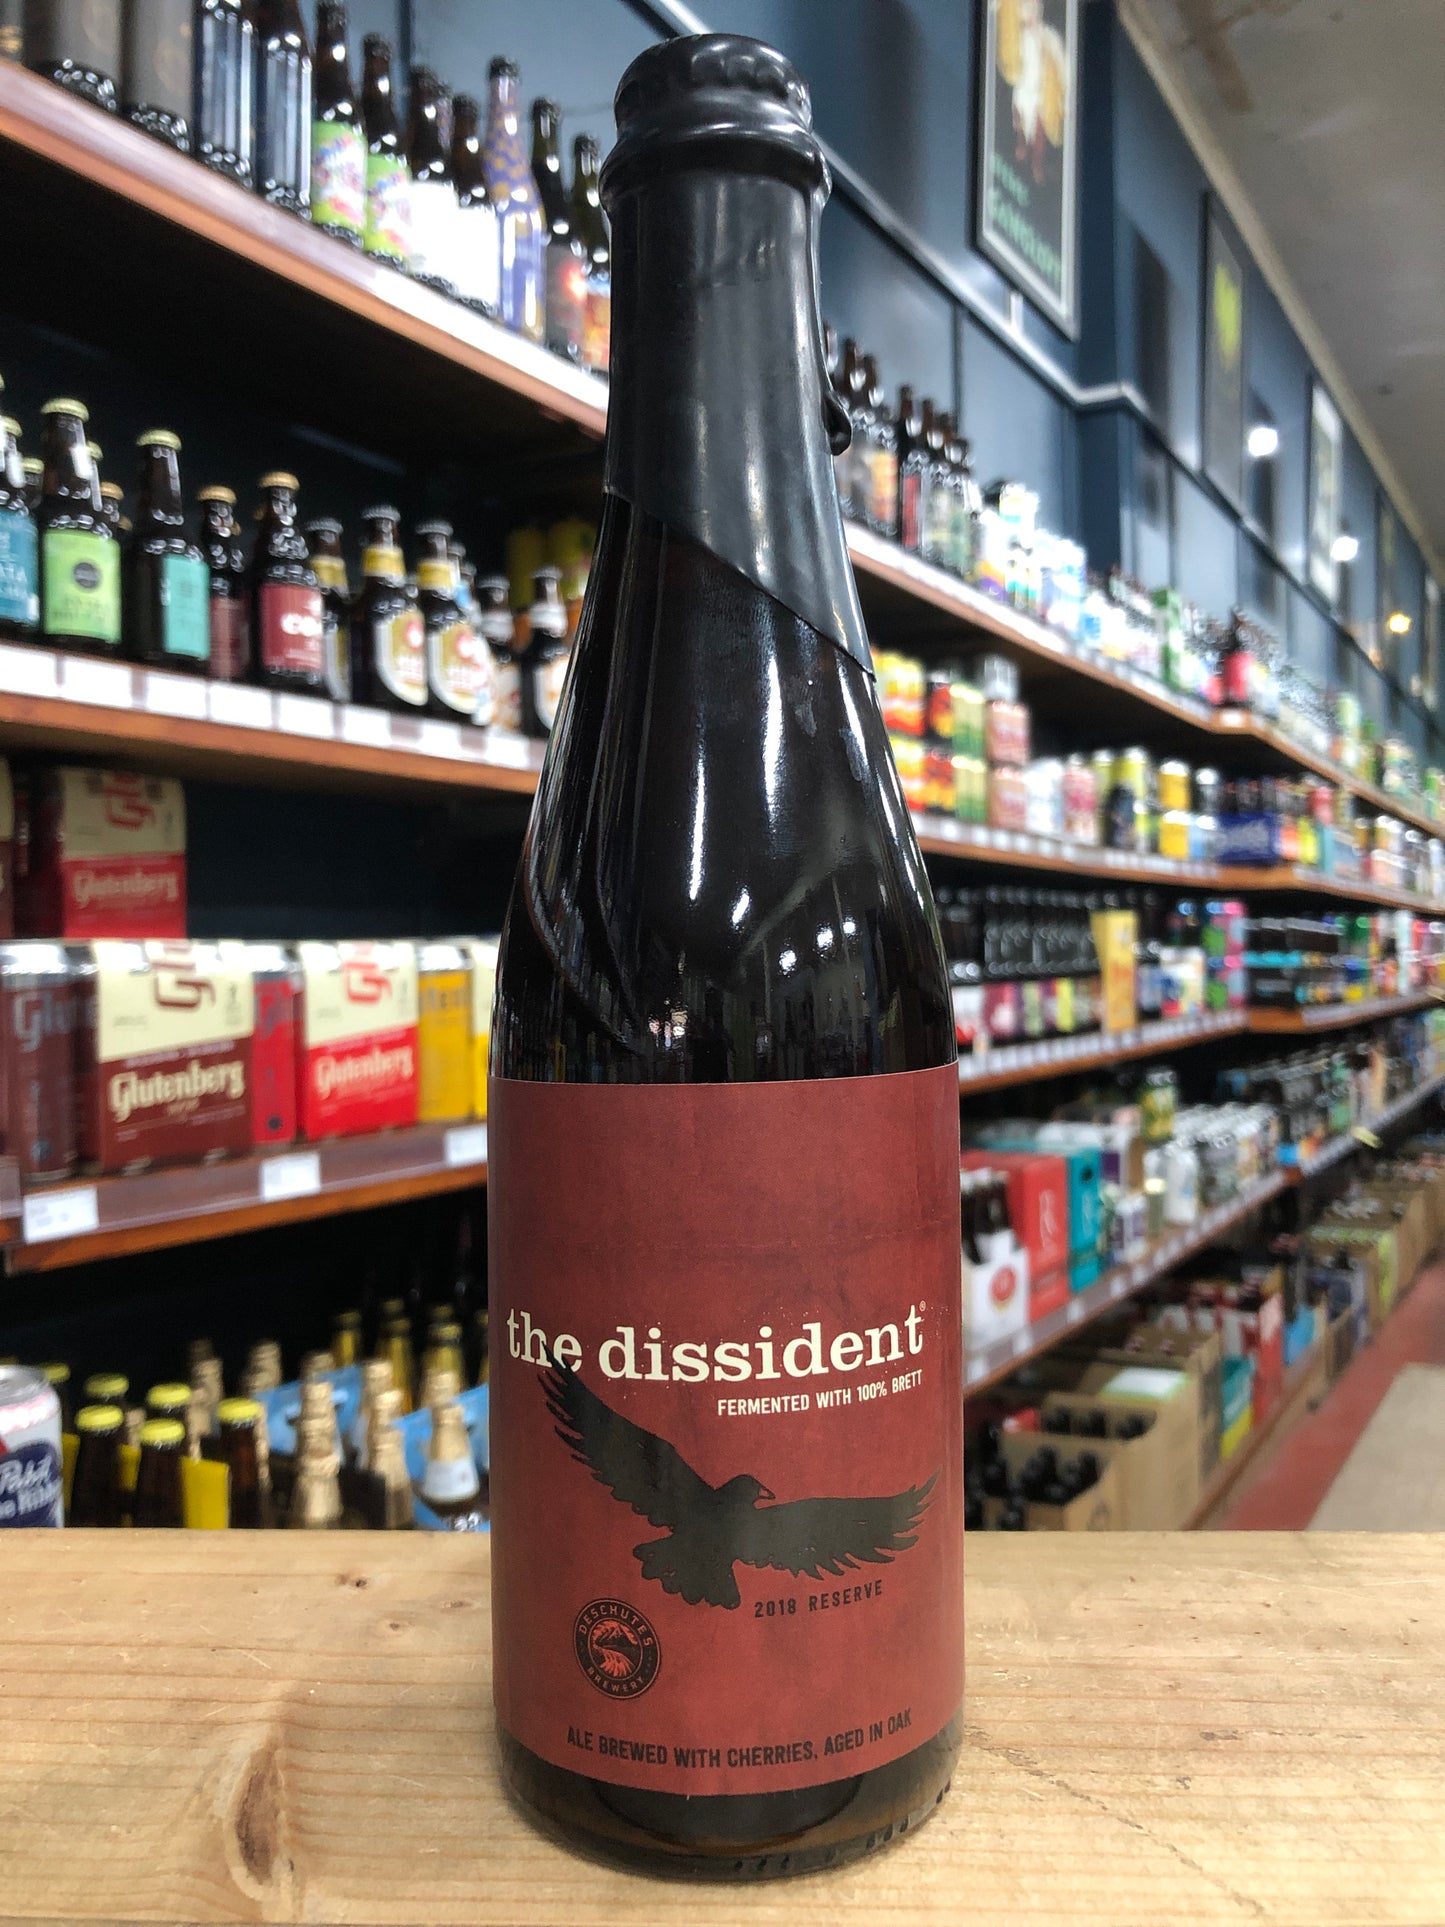 the dissident®
FERMENTED WITH 100% BRETT
2018 RESERVE
DESCHUTES
BREWERY
ALE BREWED WITH CHERRIES, AGED IN OAK
Glutenberg
Glutenberg
Glutenberg
Pabst